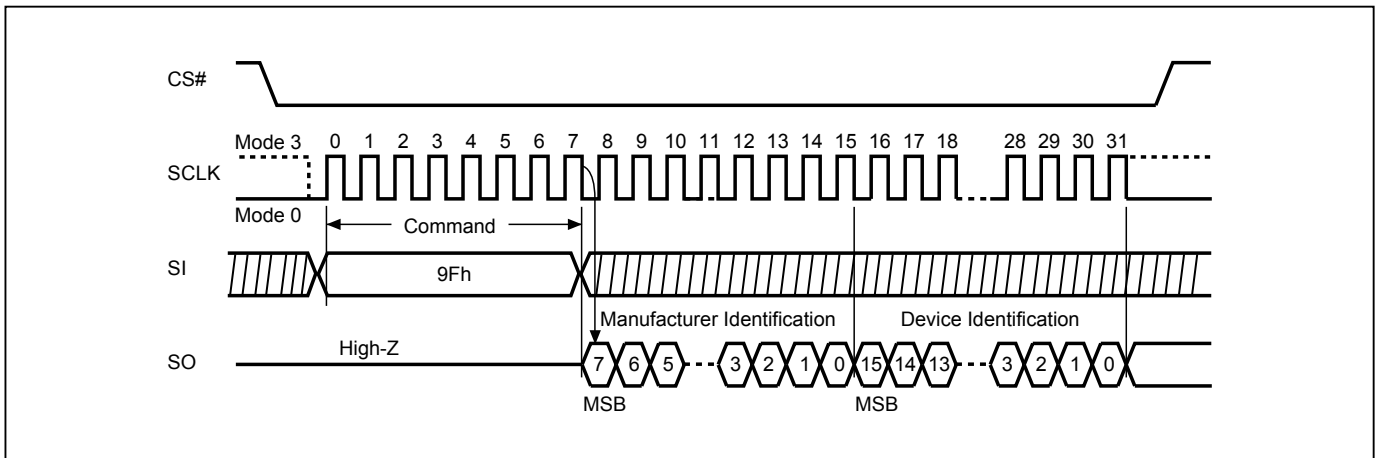 CS#
Mode 3 0 1 2 3 4 5 6 7 8 9 10 11 12 13 14 15 16 17 18 28 29 30 31
SCLK
Mode 0
Command
SI 9Fh
Manufacturer Identification Device Identification
SO High-Z 7 6 5 3 2 1 0 15 14 13 3 2 1 0
MSB MSB